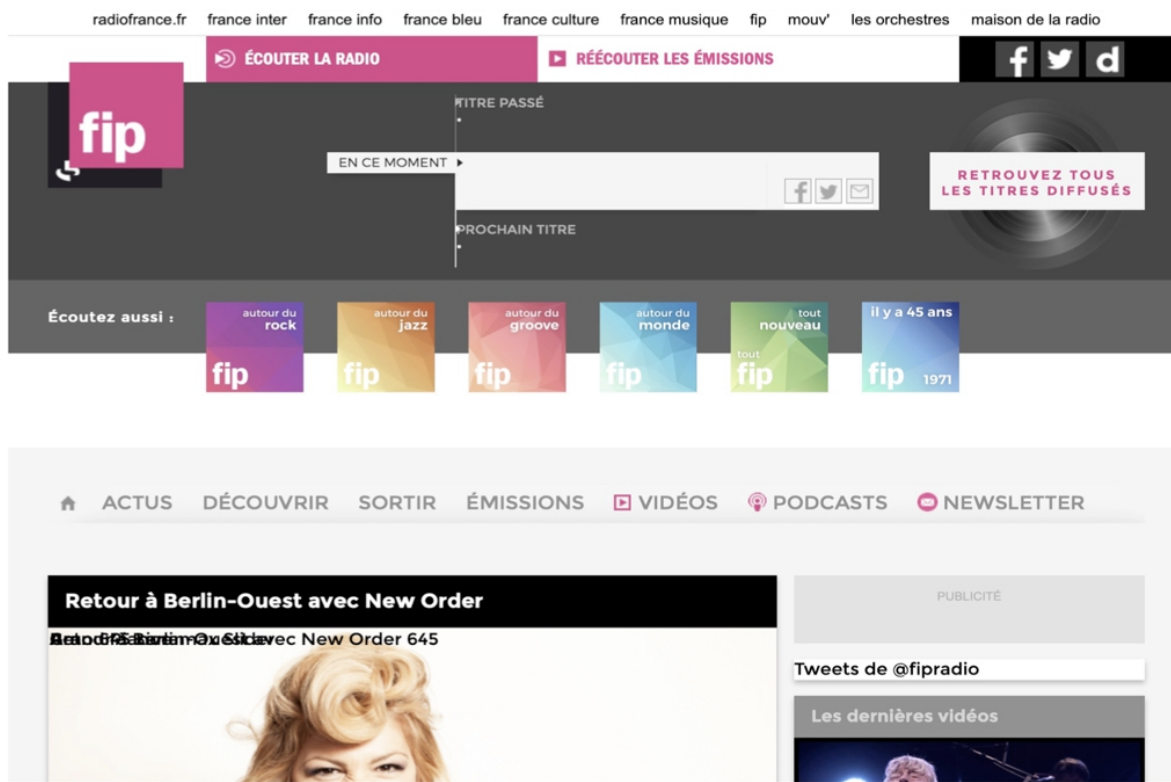 radiofrance.fr france inter france info france bleu france culture france musique fip mouv' les orchestres maison de la radio
ÉCOUTER LA RADIO
RÉÉCOUTER LES ÉMISSIONS
fip
TITRE PASSÉ
EN CE MOMENT
PROCHAIN TITRE
RETROUVEZ TOUS
LES TITRES DIFFUSÉS
Écoutez aussi :
autour du
rock
fip
autour du
jazz
fip
autour du
groove
fip
autour du
monde
fip
tout
nouveau
tout
fip
il y a 45 ans
fip 1971
ACTUS DÉCOUVRIR SORTIR ÉMISSIONS VIDÉOS PODCASTS NEWSLETTER
Retour à Berlin-Ouest avec New Order
avec New Order 645
PUBLICITÉ
Tweets de @fipradio
Les dernières vidéos